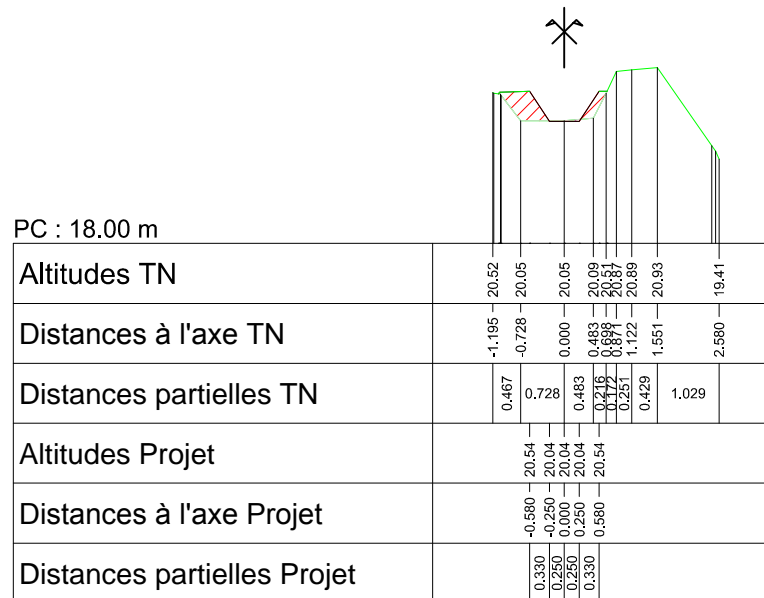 PC : 18.00 m
Altitudes TN 20.52 20.05 20.05 20.09 20.51 20.87 20.89 20.93 19.41
Distances à l'axe TN -1.195 -0.728 0.000 0.483 0.698 0.871 1.122 1.551 2.580
Distances partielles TN 0.467 0.728 0.483 0.216 0.172 0.251 0.429 1.029
Altitudes Projet 20.54 20.04 20.04 20.04 20.54
Distances à l'axe Projet -0.580 -0.250 0.000 0.250 0.580
Distances partielles Projet 0.330 0.250 0.250 0.330